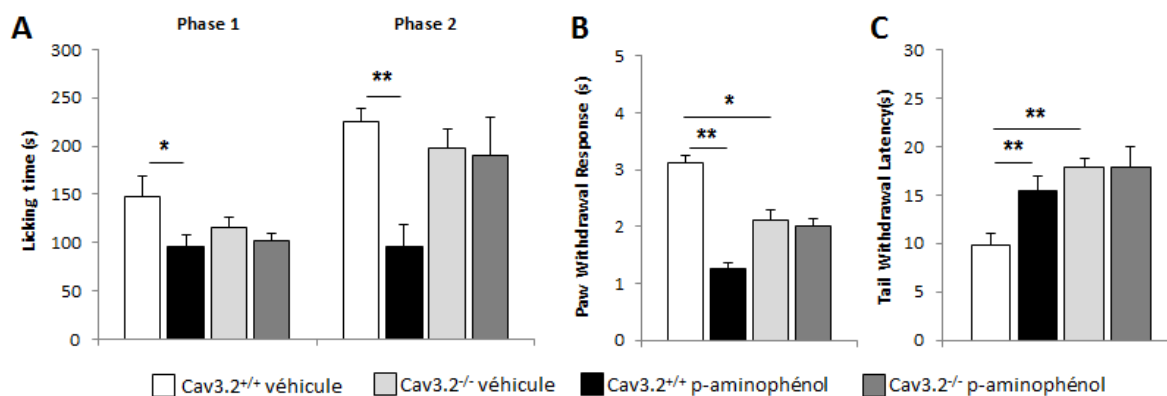 A
Phase 1
Phase 2
Licking time (s)
300
250
200
150
100
50
0
*
**
B
Paw Withdrawal Response (s)
5
4
3
2
1
0
*
**
C
Tail Withdrawal Latency(s)
30
25
20
15
10
5
0
**
**
Cav3.2+/+ véhicule
Cav3.2-/- véhicule
Cav3.2+/+ p-aminophénol
Cav3.2-/- p-aminophénol